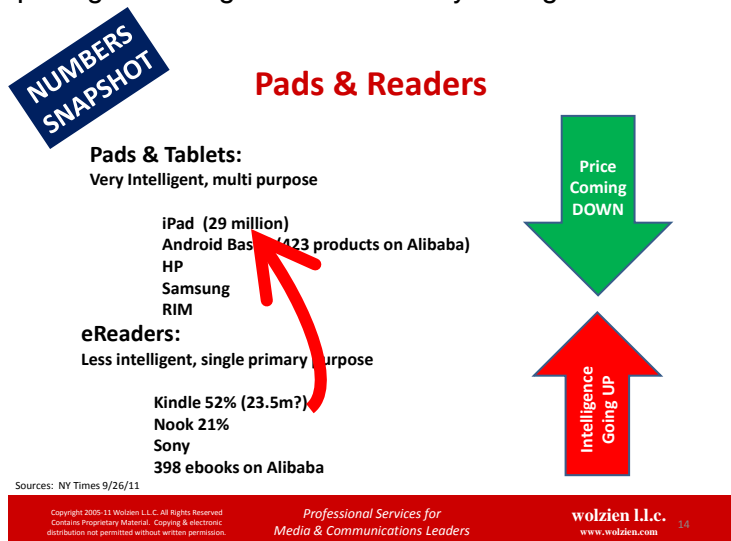 NUMBERS
SNAPSHOT
Pads & Readers
Pads & Tablets:
Very Intelligent, multi purpose
iPad (29 million)
Android (423 products on Alibaba)
HP
Samsung
RIM
eReaders:
Less intelligent, single primary purpose
Kindle 52% (23.5m?)
Nook 21%
Sony
398 ebooks on Alibaba
Price
Coming
DOWN
Intelligence
Going UP
Sources: NY Times 9/26/11
Copyright 2005-11 Wolzien L.L.C. All Rights Reserved
Contains Proprietary Material. Copying & electronic
distribution not permitted without written permission.
Professional Services for
Media & Communications Leaders
wolzien l.l.c.
www.wolzien.com
14